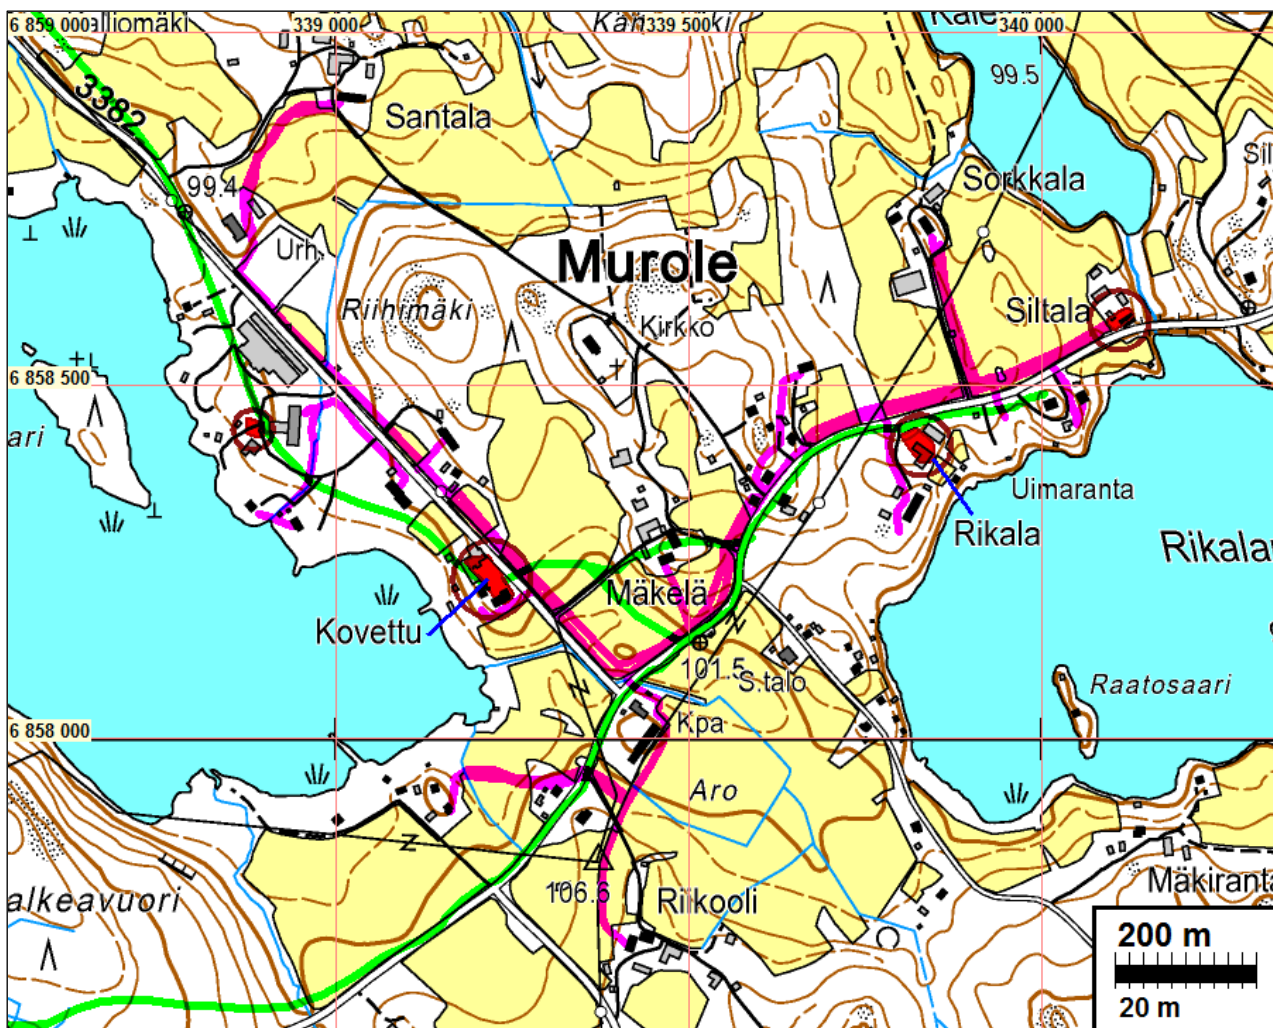 6 859 000
339 000
339 500
340 000
99.5
3382
Santala
99.4
Sorkkala
Urh.
Murole
Riihimäki
Kirkko
Siltala
6 858 500
ari
Uimaranta
Rikala
Mäkelä
Kovettu
101.5
S.talo
Raatosaari
Kpa
6 858 000
Aro
106.6
Riikooli
alkeavuori
200 m
20 m